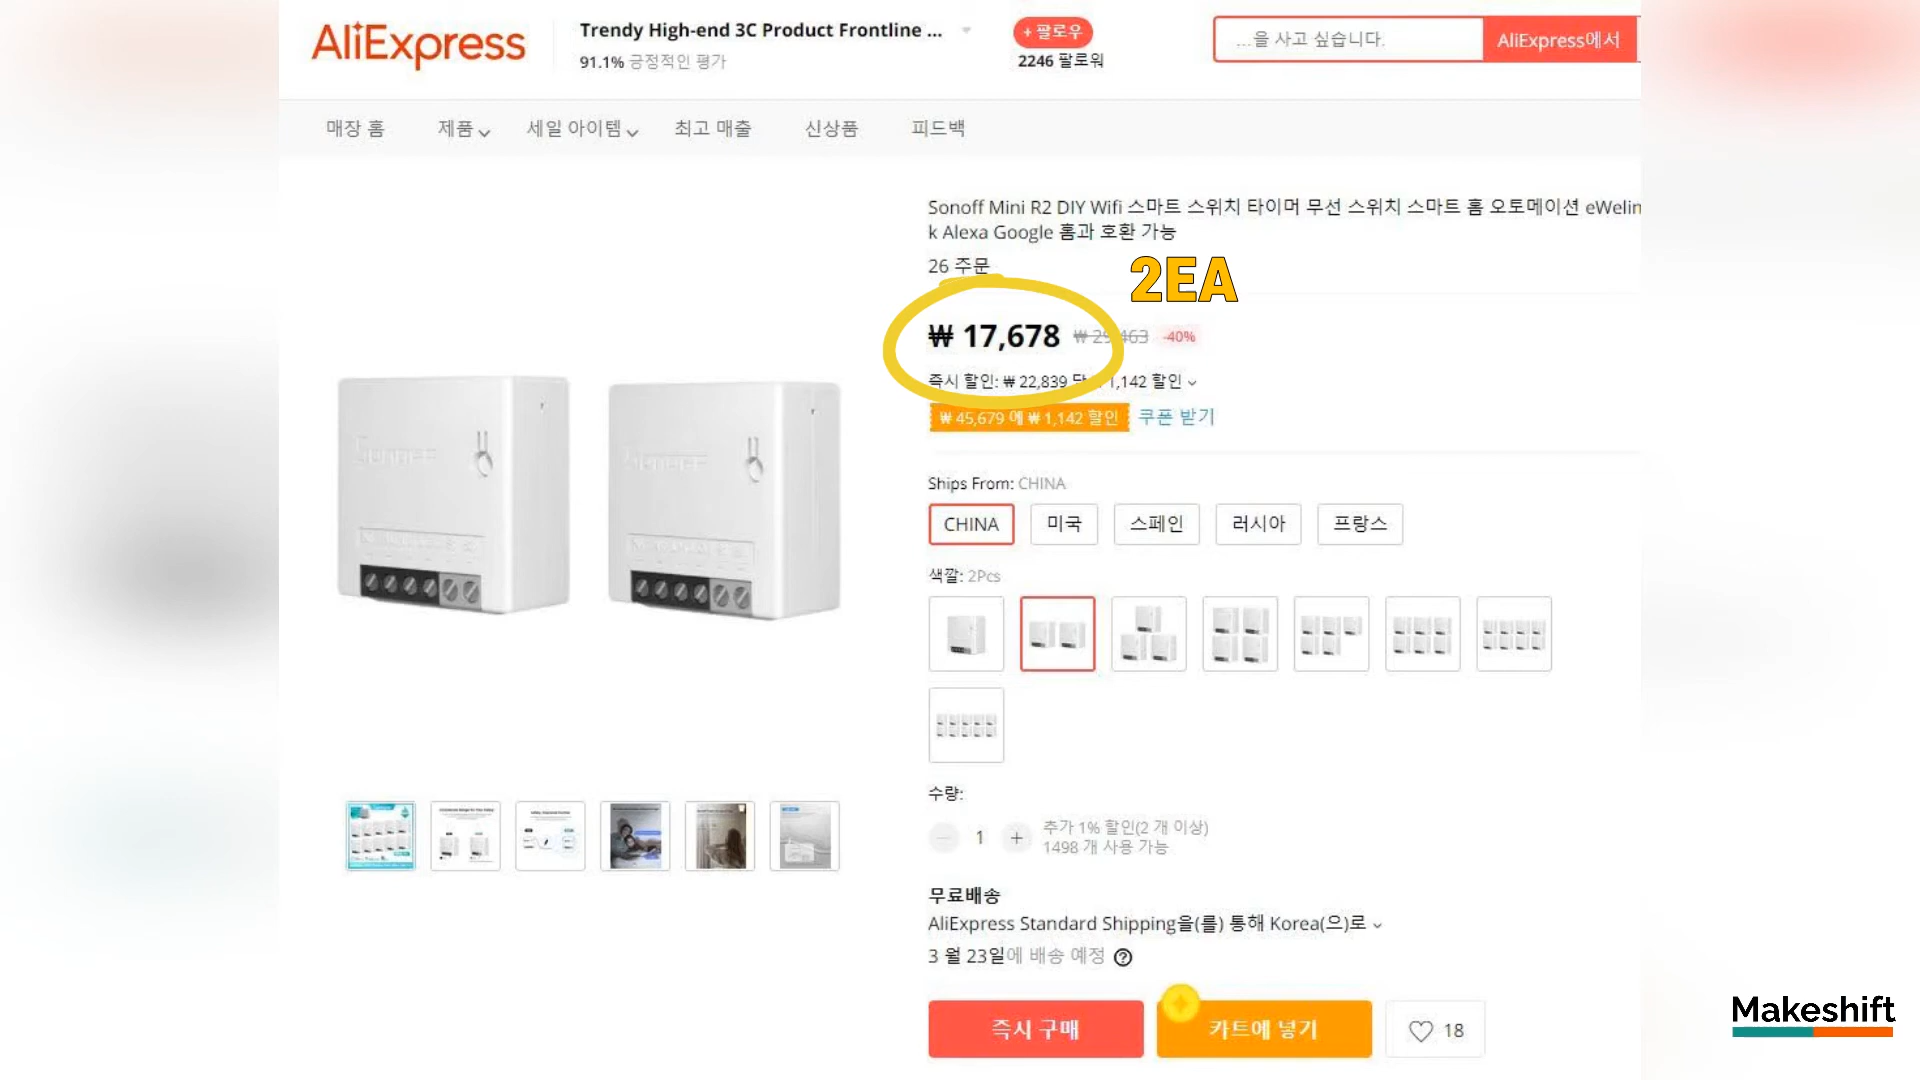 AliExpress
Trendy High-end 3C Product Frontline ...
91.1% 긍정적인 평가
+ 팔로우
2246 팔로워
...을 사고 싶습니다.
AliExpress에서
매장 홈
제품
세일 아이템
최고 매출
신상품
피드백
Sonoff Mini R2 DIY Wifi 스마트 스위치 타이머 무선 스위치 스마트 홈 오토메이션 eWelin
k Alexa Google 홈과 호환 가능
26 주문
2EA
₩ 17,678
-40%
즉시 할인: ₩ 22,839 1,142 할인
₩ 45,679 에 ₩ 1,142 할인
쿠폰 받기
Ships From: CHINA
CHINA
미국
스페인
러시아
프랑스
색깔: 2Pcs
SONOFF
SONOFF
수량:
1
추가 1% 할인(2 개 이상)
1498 개 사용 가능
무료배송
AliExpress Standard Shipping을(를) 통해 Korea(으)로
3 월 23일에 배송 예정
즉시 구매
카트에 넣기
18
Makeshift